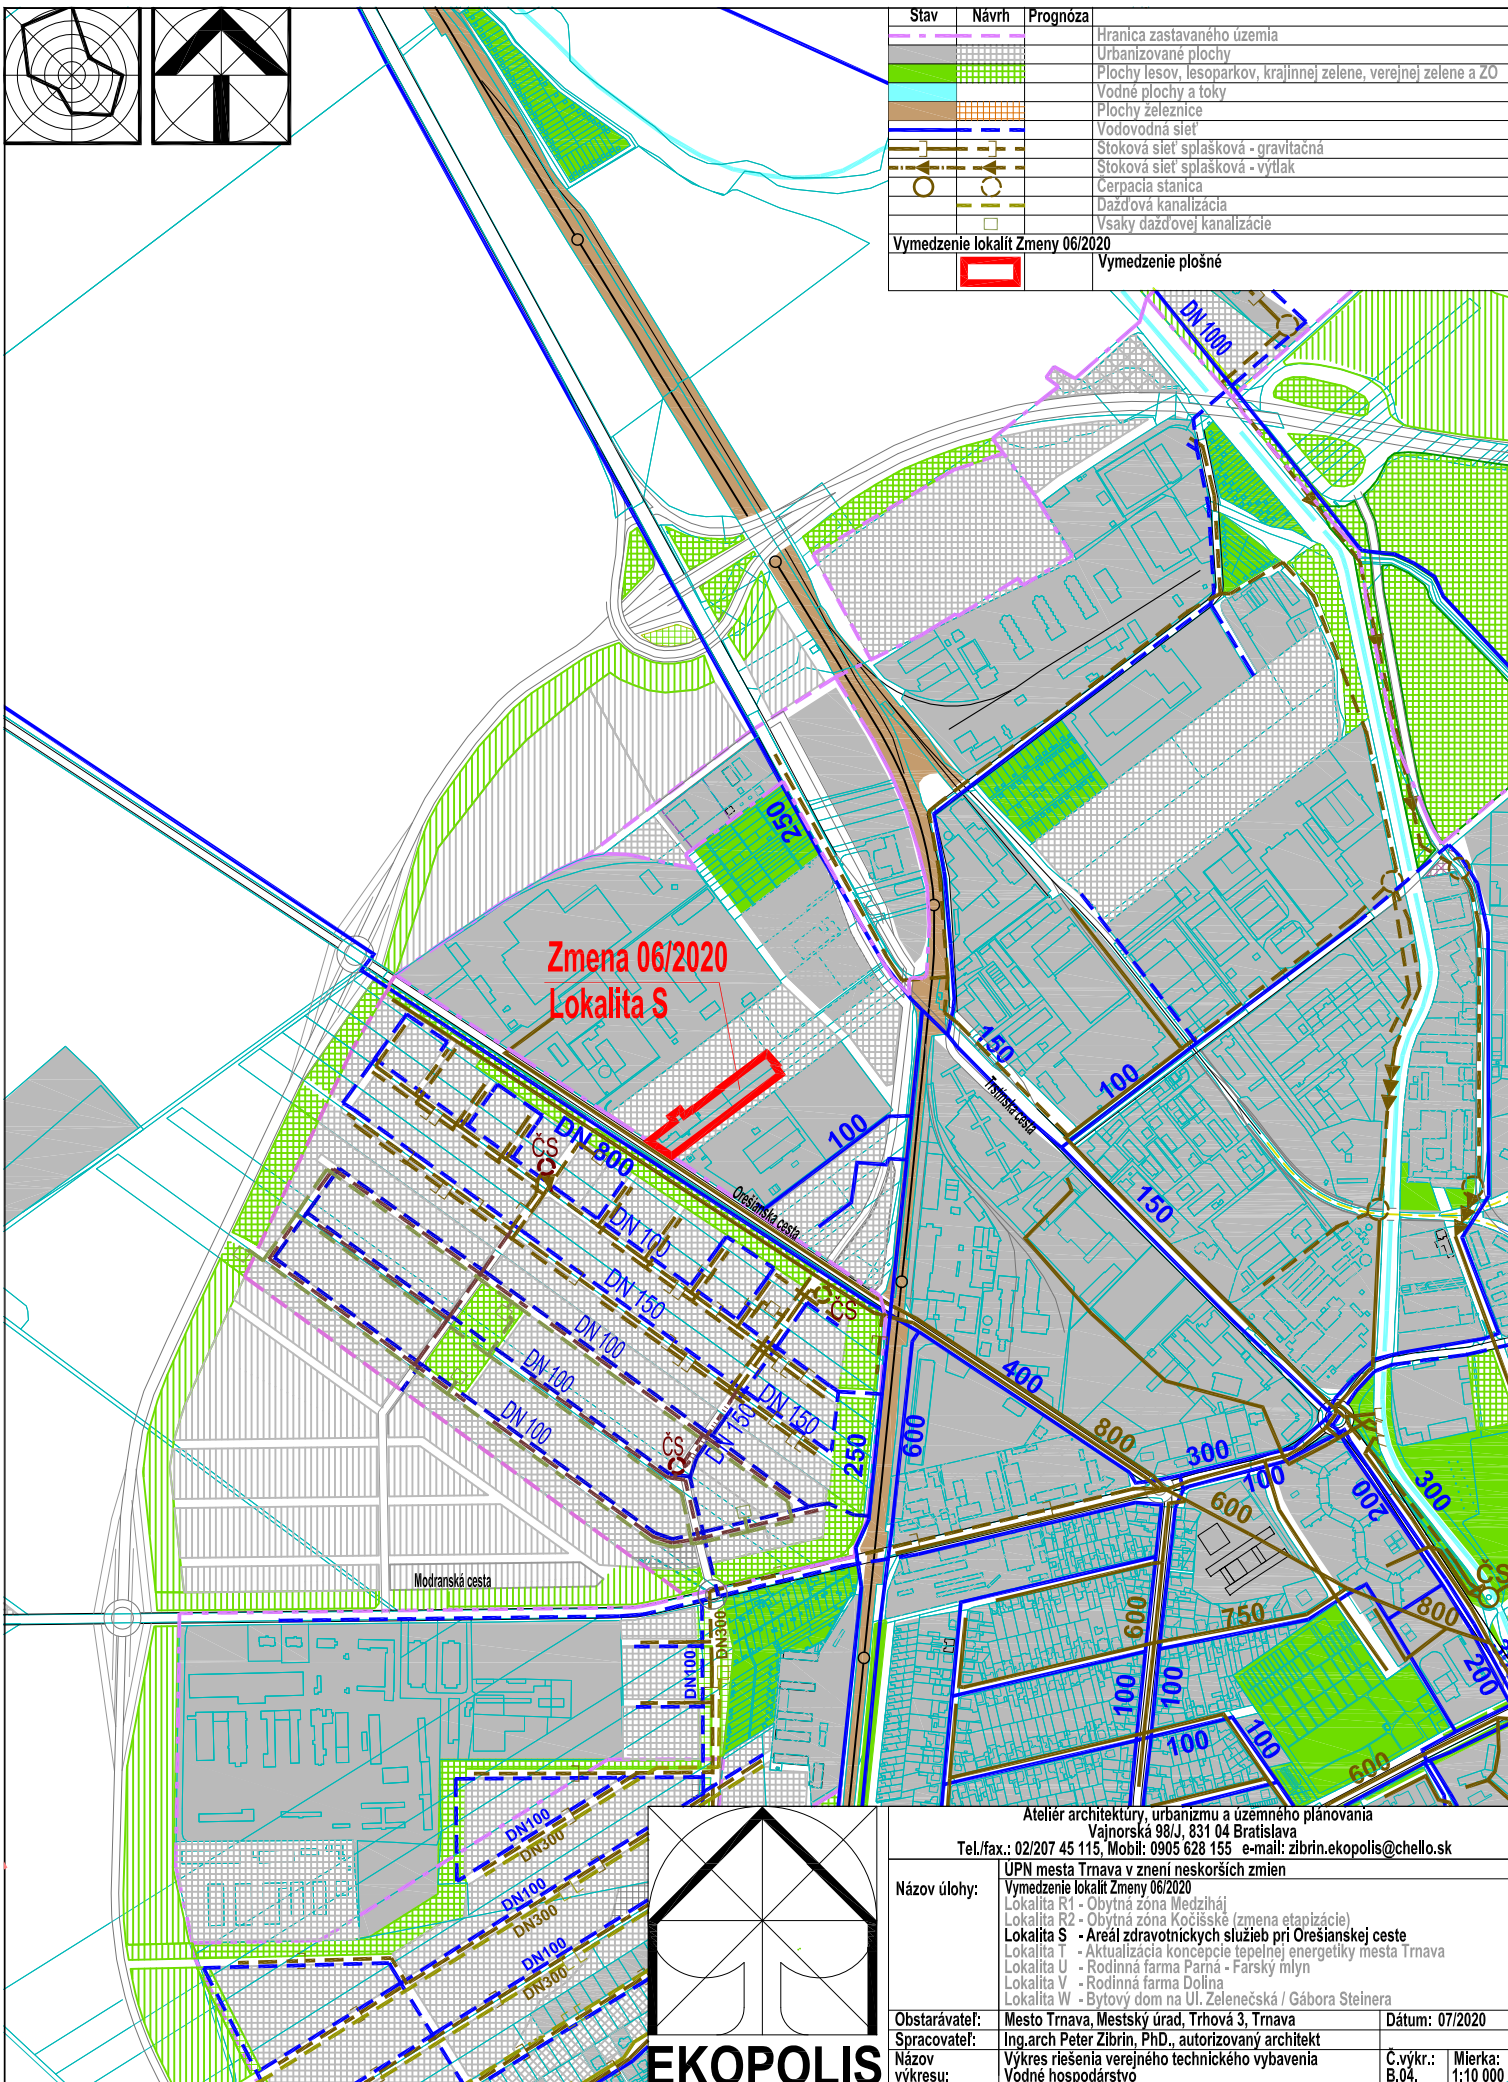 Stav Návrh Prognóza
Hranica zastavaného územia
Urbanizované plochy
Plochy lesov, lesoparkov, krajinnej zelene, verejnej zelene a ZO
Vodné plochy a toky
Plochy železnice
Vodovodná sieť
Stoková sieť splašková - gravitačná
Stoková sieť splašková - výtlak
Čerpacia stanica
Dažďová kanalizácia
Vsaky dažďovej kanalizácie
Vymedzenie lokalít Zmeny 06/2020
Vymedzenie plošné
DN 1000
250
Zmena 06/2020
Lokalita S
150
100
Trstínska cesta
100
DN 800
ČS
Orešianska cesta
150
DN 100
DN 150
ČS
DN 100
DN 100
DN 100
DN 150
DN 150
ČS
250
600
400
800
300
100
600
200
300
ČS
800
750
600
Modranská cesta
DN300
DN100
100
100
200
100
100
600
DN100
DN300
DN100
DN300
DN100
DN300
EKOPOLIS
Ateliér architektúry, urbanizmu a územného plánovania
Vajnorská 98/J, 831 04 Bratislava
Tel./fax.: 02/207 45 115, Mobil: 0905 628 155 e-mail: zibrin.ekopolis@chello.sk
Názov úlohy:
ÚPN mesta Trnava v znení neskorších zmien
Vymedzenie lokalít Zmeny 06/2020
Lokalita R1 - Obytná zóna Medziháj
Lokalita R2 - Obytná zóna Kočišské (zmena etapizácie)
Lokalita S - Areál zdravotníckych služieb pri Orešianskej ceste
Lokalita T - Aktualizácia koncepcie tepelnej energetiky mesta Trnava
Lokalita U - Rodinná farma Parná - Farský mlyn
Lokalita V - Rodinná farma Dolina
Lokalita W - Bytový dom na Ul. Zelenečská / Gábora Steinera
Obstarávateľ: Mesto Trnava, Mestský úrad, Trhová 3, Trnava Dátum: 07/2020
Spracovateľ: Ing.arch Peter Zibrin, PhD., autorizovaný architekt
Názov výkresu: Výkres riešenia verejného technického vybavenia
Vodné hospodárstvo
Č.výkr.: B.04.
Mierka: 1:10 000